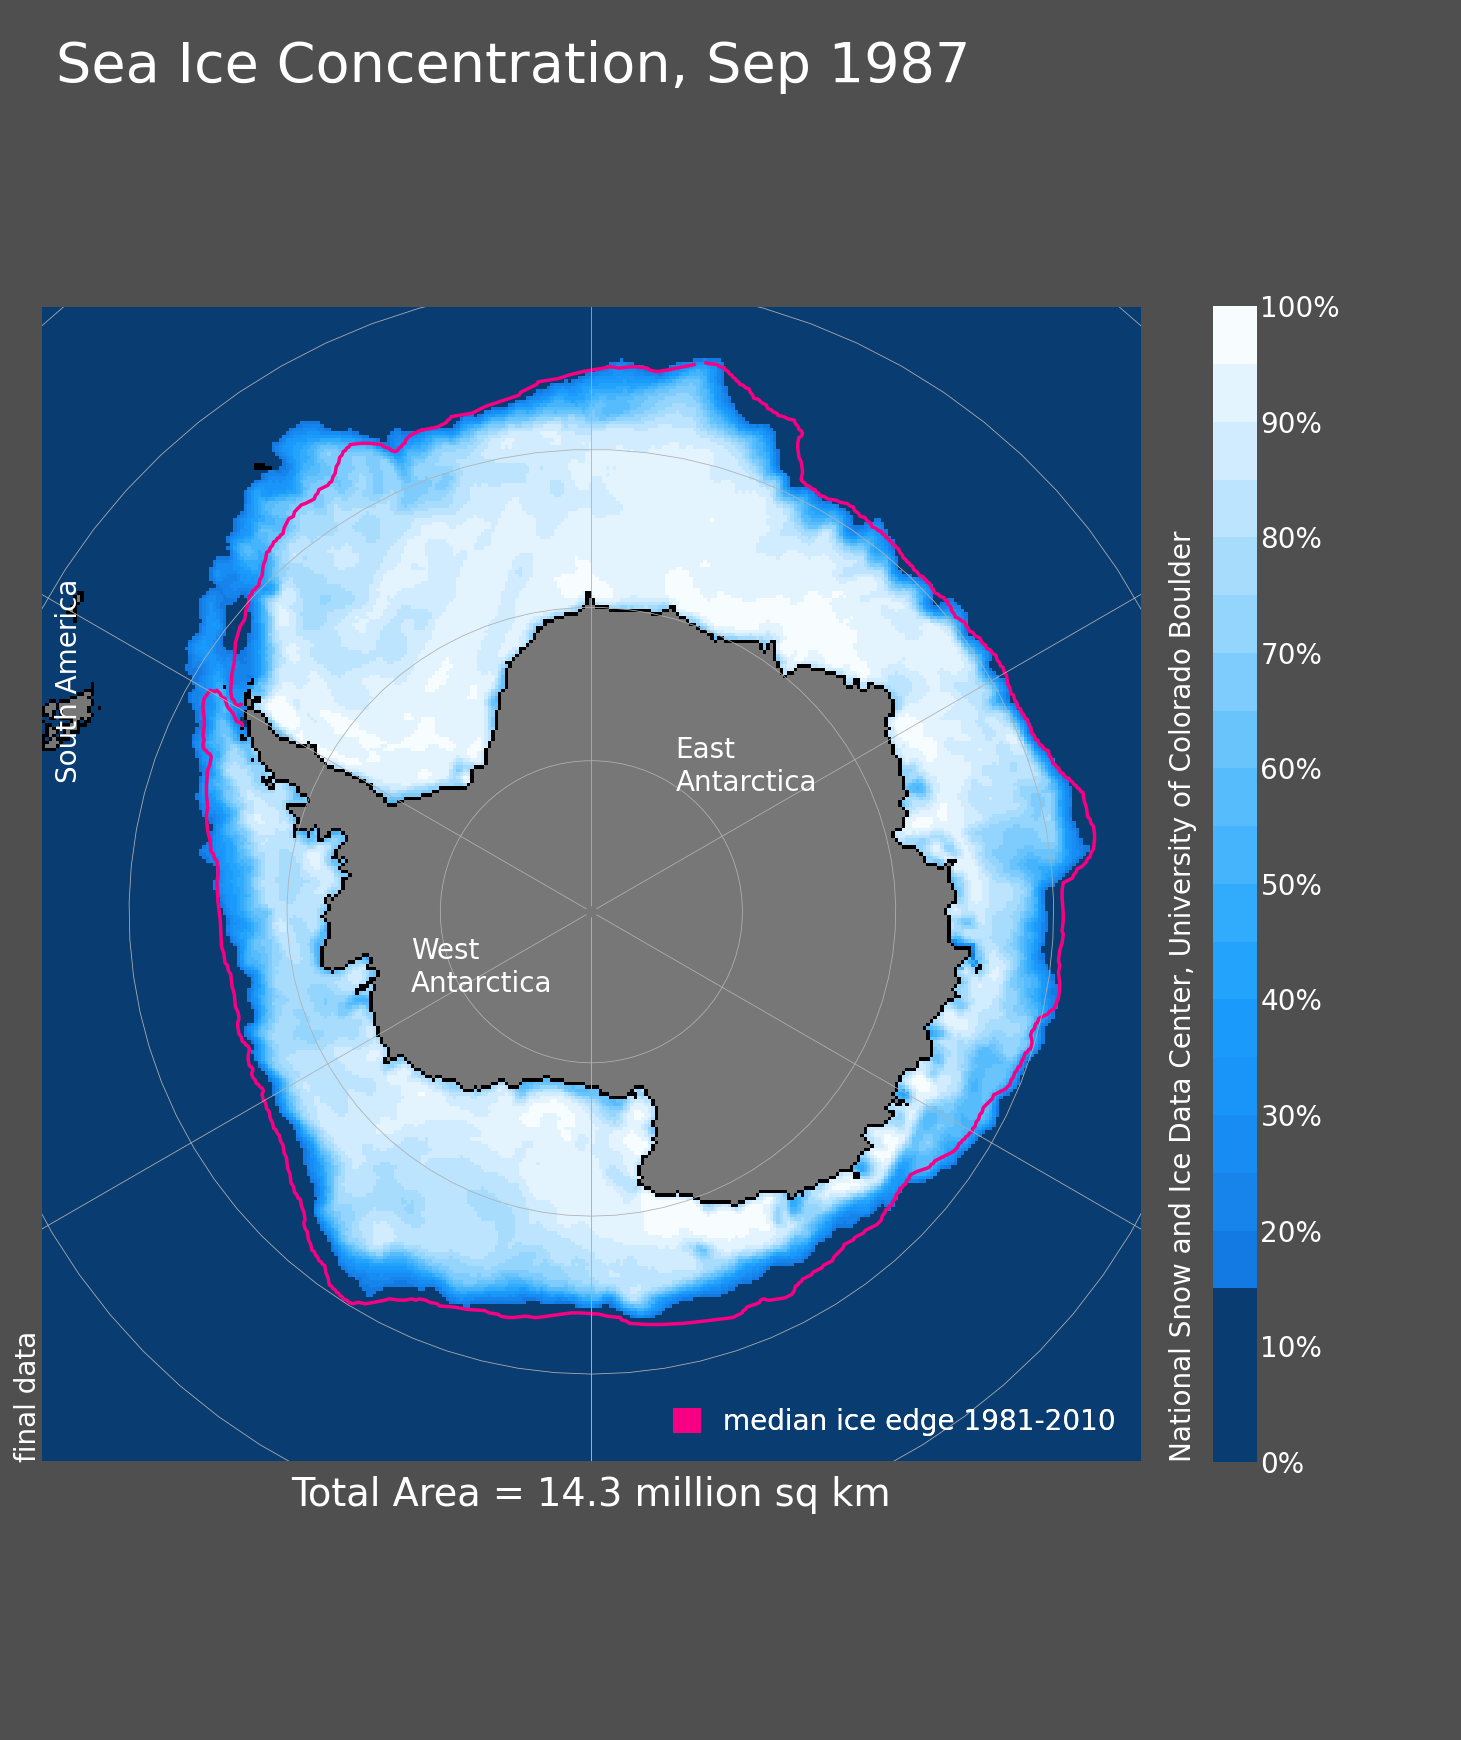 Sea Ice Concentration, Sep 1987
South America
East
Antarctica
West
Antarctica
median ice edge 1981-2010
final data
Total Area = 14.3 million sq km
National Snow and Ice Data Center, University of Colorado Boulder
100%
90%
80%
70%
60%
50%
40%
30%
20%
10%
0%